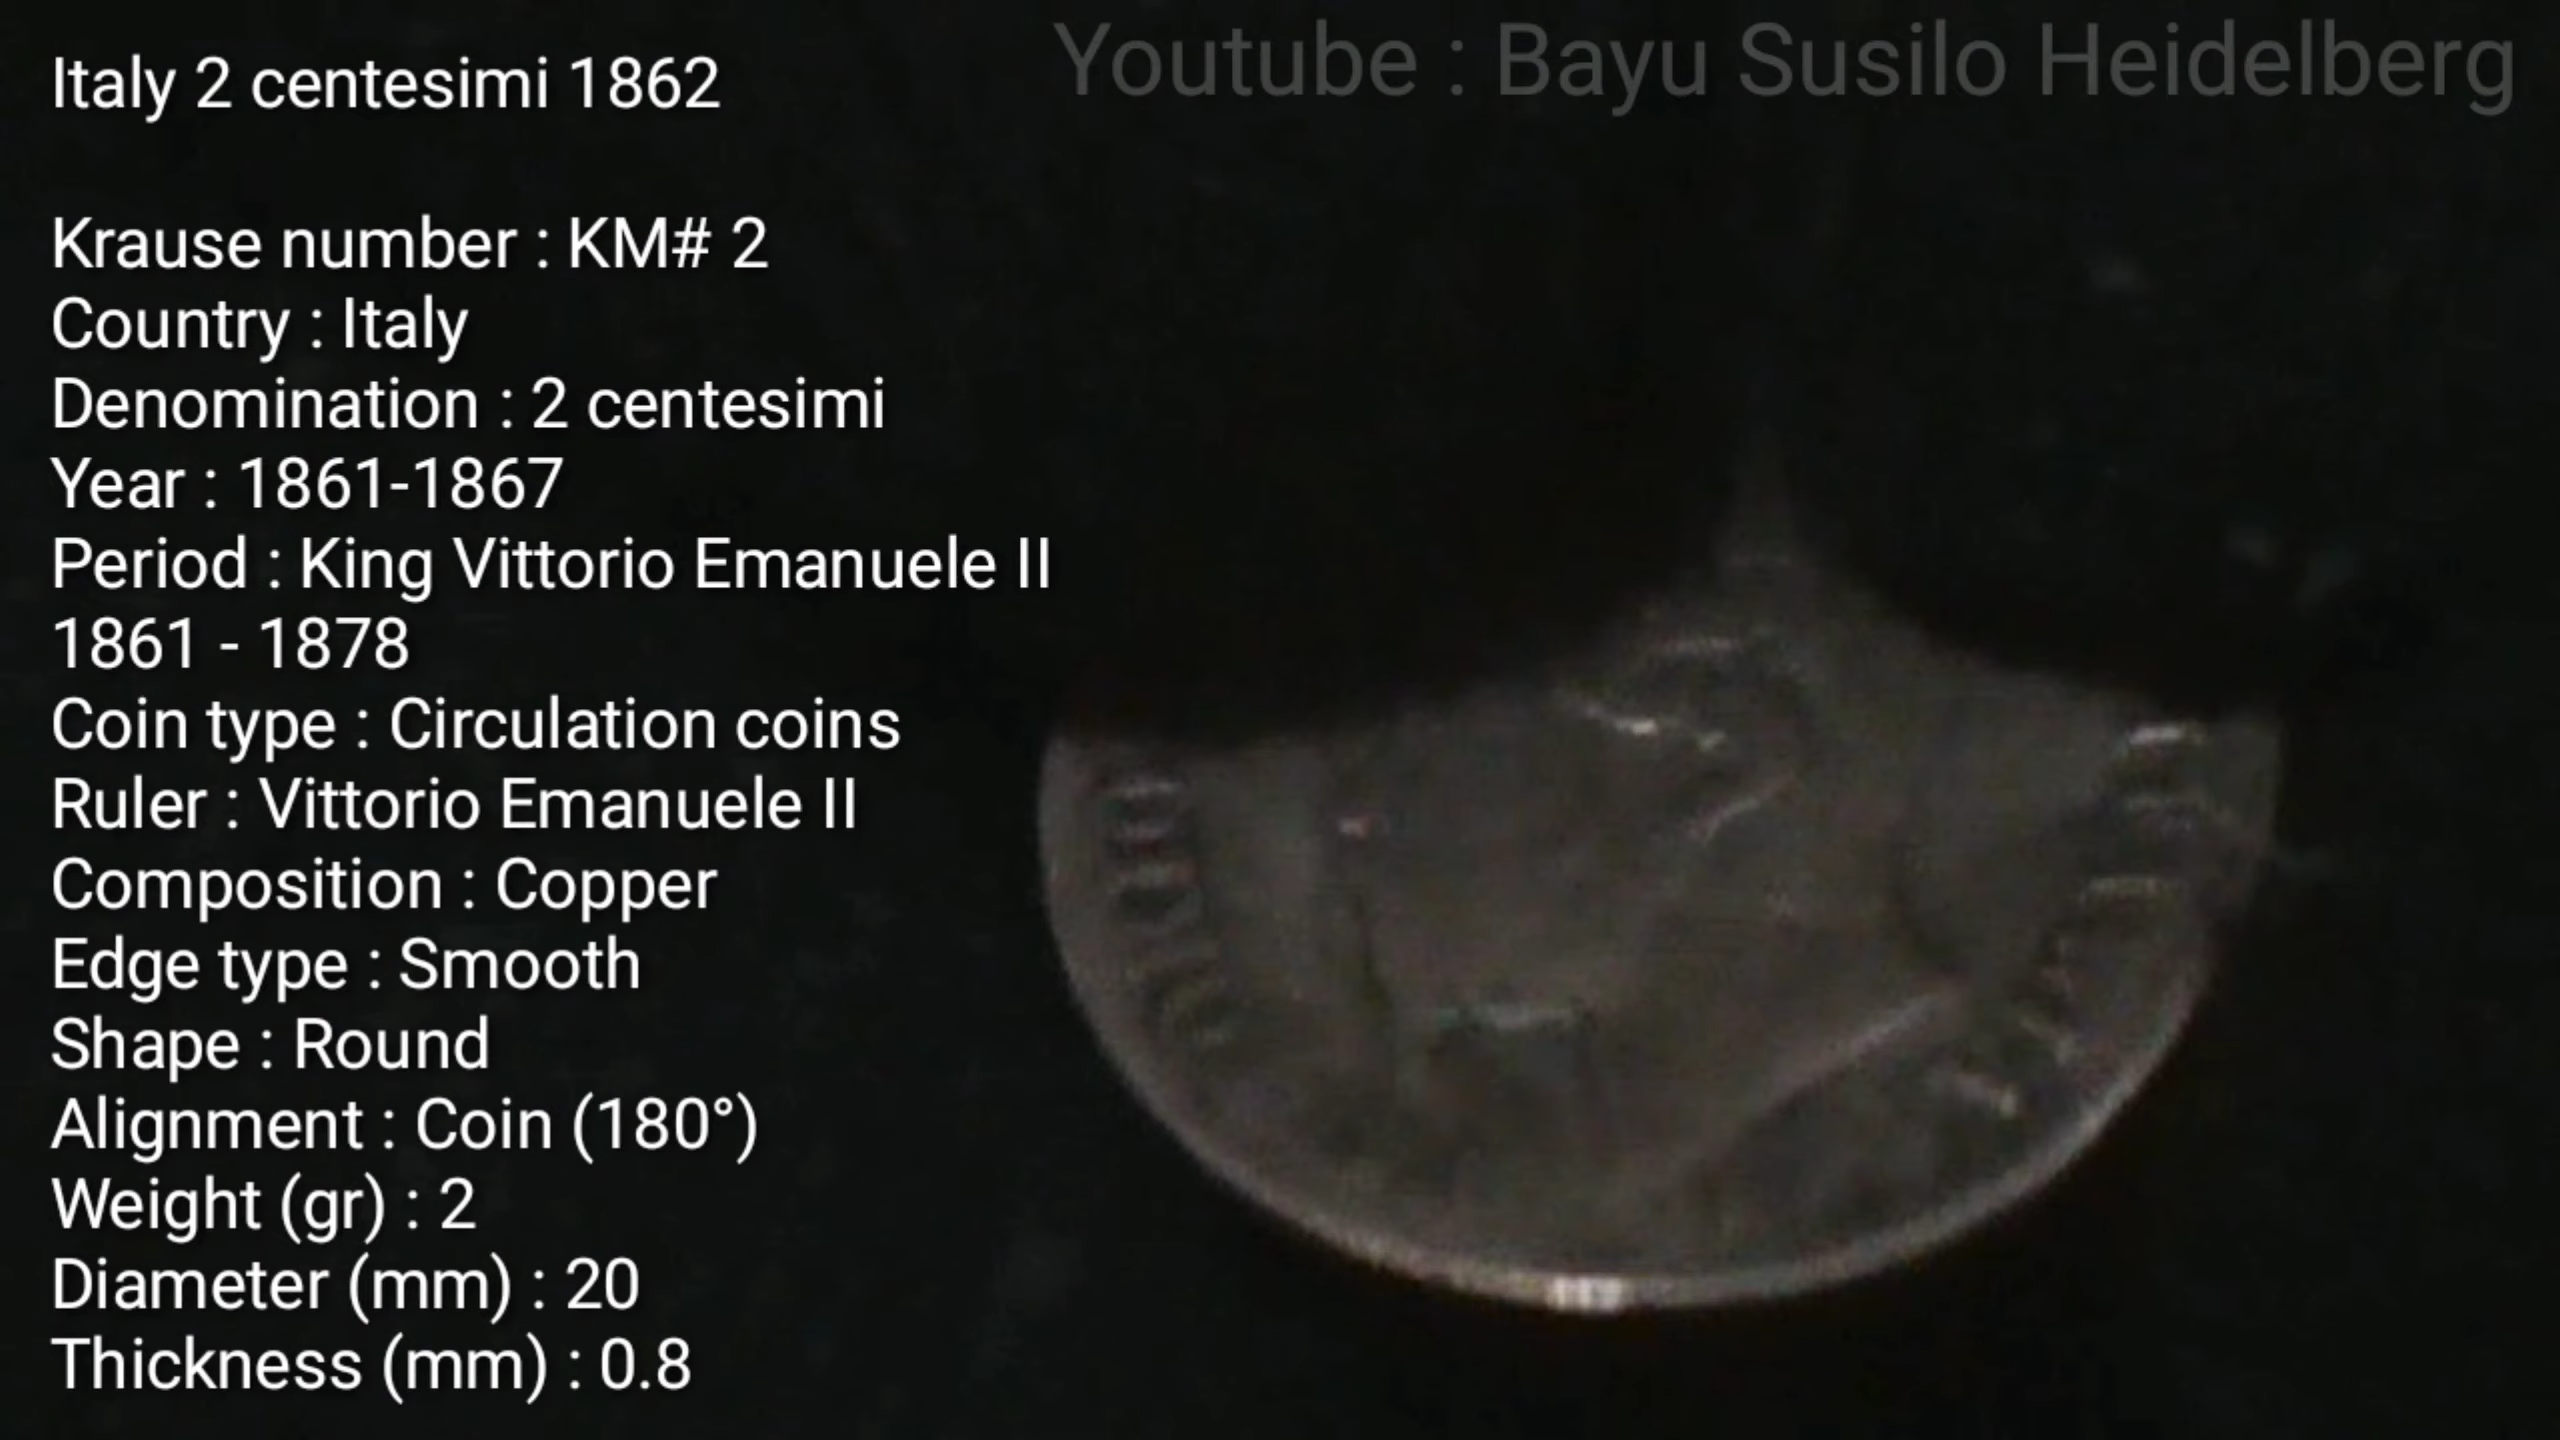 Italy 2 centesimi 1862
Youtube : Bayu Susilo Heidelberg
Krause number : KM# 2
Country : Italy
Denomination : 2 centesimi
Year : 1861-1867
Period : King Vittorio Emanuele II
1861 - 1878
Coin type : Circulation coins
Ruler : Vittorio Emanuele II
Composition : Copper
Edge type : Smooth
Shape : Round
Alignment : Coin (180°)
Weight (gr) : 2
Diameter (mm) : 20
Thickness (mm) : 0.8